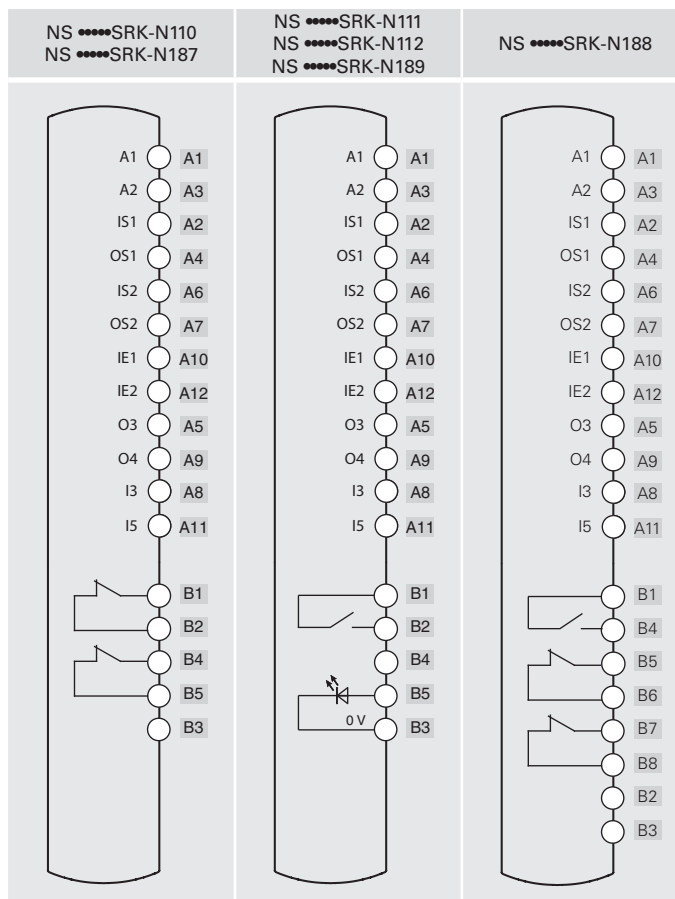 NS •••••SRK-N110
NS •••••SRK-N187
NS •••••SRK-N111
NS •••••SRK-N112
NS •••••SRK-N189
NS •••••SRK-N188
A1 A1
A2 A3
IS1 A2
OS1 A4
IS2 A6
OS2 A7
IE1 A10
IE2 A12
O3 A5
O4 A9
I3 A8
I5 A11
B1
B2
B4
B5
B3
A1 A1
A2 A3
IS1 A2
OS1 A4
IS2 A6
OS2 A7
IE1 A10
IE2 A12
O3 A5
O4 A9
I3 A8
I5 A11
B1
B2
B4
B5
0 V B3
A1 A1
A2 A3
IS1 A2
OS1 A4
IS2 A6
OS2 A7
IE1 A10
IE2 A12
O3 A5
O4 A9
I3 A8
I5 A11
B1
B4
B5
B6
B7
B8
B2
B3